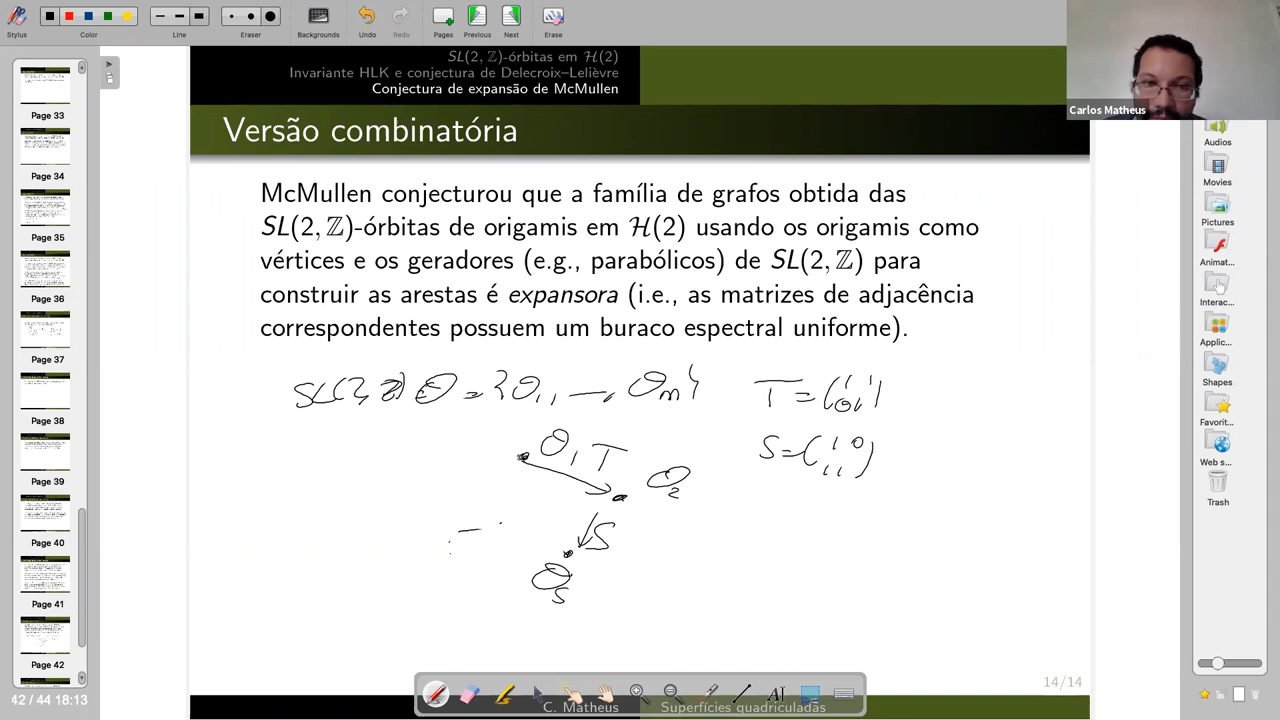 Stylus
Color
Line
Eraser
Backgrounds
Undo
Redo
Pages
Previous
Next
Erase
SL(2, ℤ)-órbitas em ℋ(2)
Invariante HLK e conjectura de Delecroix–Lelièvre
Conjectura de expansão de McMullen
Carlos Matheus
Versão combinatória
McMullen conjecturou que a família de grafos obtida das
SL(2, ℤ)-órbitas de origamis em ℋ(2) usando os origamis como
vértices e os geradores (e.g., parabólicos) de SL(2, ℤ) para
construir as arestas é expansora (i.e., as matrizes de adjacência
correspondentes possuem um buraco espectral uniforme).
SL(2, ℤ) O = {O₁, —, Oₘ}
T = (1 1 0 1)
S = (1 0 1 1)
O₁ T
O₂
S
Page 33
Page 34
Page 35
Page 36
Page 37
Page 38
Page 39
Page 40
Page 41
Page 42
42 / 44 18:13
Audios
Movies
Pictures
Animat...
Interac...
Applic...
Shapes
Favorit...
Web s...
Trash
14/14
C. Matheus
Superfícies quadriculadas